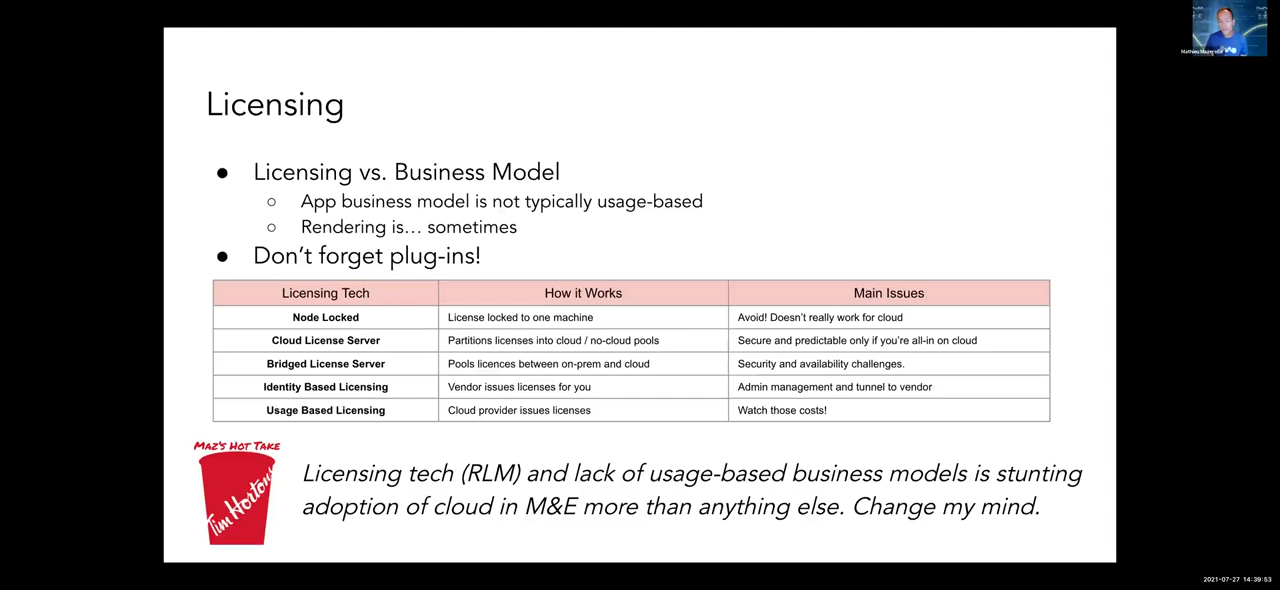 Licensing
● Licensing vs. Business Model
○ App business model is not typically usage-based
○ Rendering is… sometimes
● Don’t forget plug-ins!
Licensing Tech How it Works Main Issues
Node Locked License locked to one machine Avoid! Doesn’t really work for cloud
Cloud License Server Partitions licenses into cloud / no-cloud pools Secure and predictable only if you’re all-in on cloud
Bridged License Server Pools licences between on-prem and cloud Security and availability challenges.
Identity Based Licensing Vendor issues licenses for you Admin management and tunnel to vendor
Usage Based Licensing Cloud provider issues licenses Watch those costs!
MAZ'S HOT TAKE
Tim Hortons
Licensing tech (RLM) and lack of usage-based business models is stunting
adoption of cloud in M&E more than anything else. Change my mind.
Mathieu
2021-07-27 14:39:53